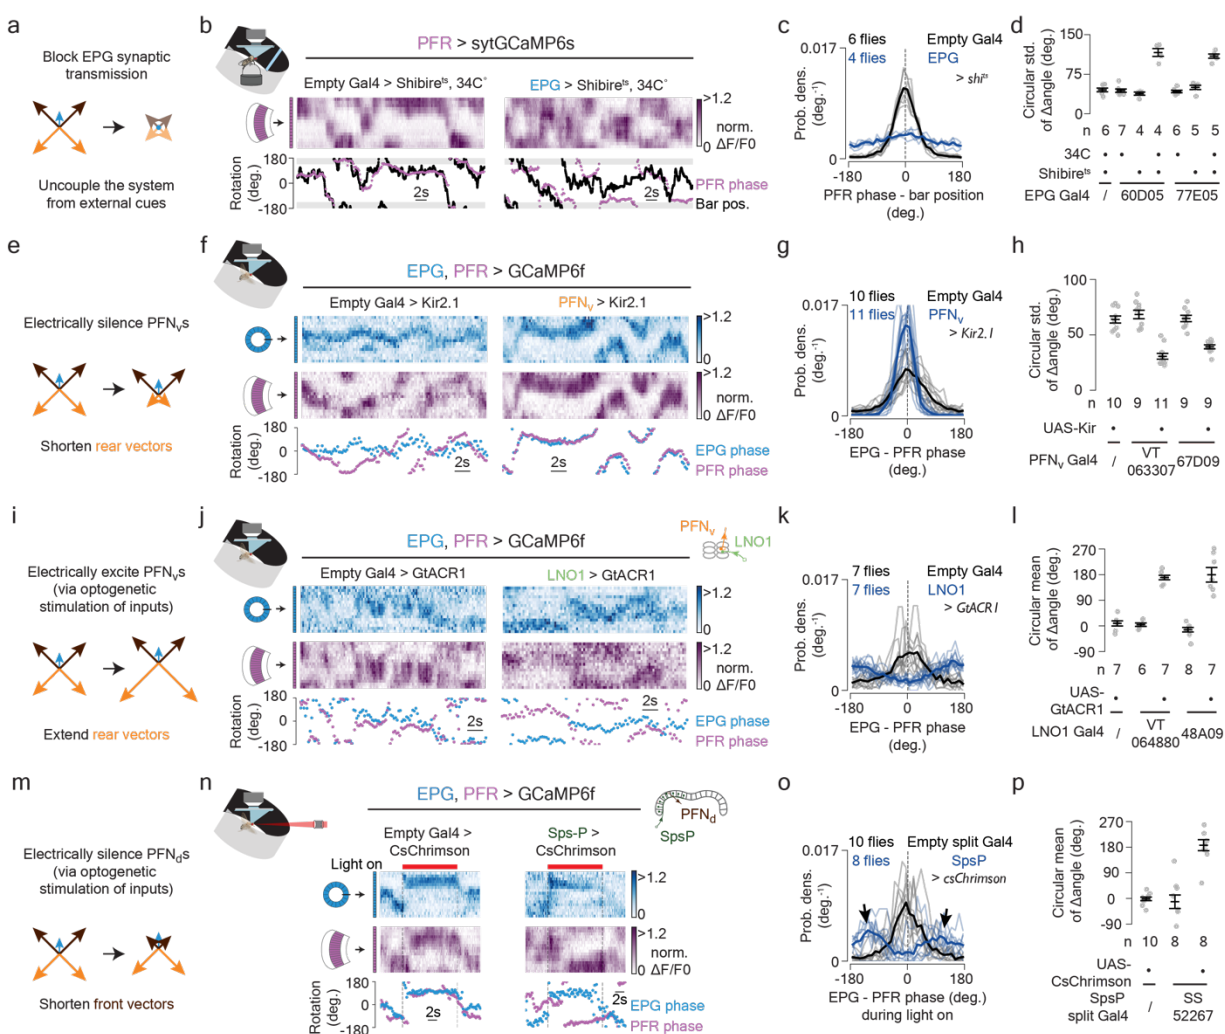 a
Block EPG synaptic
transmission
Uncouple the system
from external cues
b
PFR > sytGCaMP6s
Empty Gal4 > Shibireᵗˢ, 34C°
EPG > Shibireᵗˢ, 34C°
>1.2
norm.
0 ΔF/F0
Rotation
(deg.)
180
0
-180
2s
2s
PFR phase
Bar pos.
c
6 flies Empty Gal4
4 flies EPG
> shiᵗˢ
Prob. dens.
(deg.⁻¹)
0.017
0
-180 0 180
PFR phase - bar position
(deg.)
d
Circular std.
of Δangle (deg.)
150
75
0
n 6 7 6 4 6 5 5
34C
Shibireᵗˢ
EPG Gal4 / 60D05 77E05
e
Electrically silence PFNᵥs
Shorten rear vectors
f
EPG, PFR > GCaMP6f
Empty Gal4 > Kir2.1
PFNᵥ > Kir2.1
>1.2
0
>1.2
norm.
0 ΔF/F0
Rotation
(deg.)
180
0
180
2s
2s
EPG phase
PFR phase
g
10 flies Empty Gal4
11 flies PFNᵥ
> Kir2.1
Prob. dens.
(deg.⁻¹)
0.017
0
-180 0 180
EPG - PFR phase
(deg.)
h
Circular std.
of Δangle (deg.)
100
50
0
n 10 9 11 9 9
UAS-Kir
PFNᵥ Gal4 / VT
063307 67D09
i
Electrically excite PFNᵥs
(via optogenetic
stimulation of inputs)
Extend rear vectors
j
EPG, PFR > GCaMP6f
PFNᵥ
LNO1
Empty Gal4 > GtACR1
LNO1 > GtACR1
>1.2
0
>1.2
norm.
0 ΔF/F0
Rotation
(deg.)
180
0
-180
2s
2s
EPG phase
PFR phase
k
7 flies Empty Gal4
7 flies LNO1
> GtACR1
Prob. dens.
(deg.⁻¹)
0.017
0
-180 0 180
EPG - PFR phase
(deg.)
l
Circular mean
of Δangle (deg.)
270
180
90
0
-90
n 7 6 7 8 7
UAS-
GtACR1
LNO1 Gal4 / VT
064880 48A09
m
Electrically silence PFN𝒹s
(via optogenetic
stimulation of inputs)
Shorten front vectors
n
EPG, PFR > GCaMP6f
PFN𝒹
SpsP
Empty Gal4 >
CsChrimson
Sps-P >
CsChrimson
Light on
>1.2
0
>1.2
norm.
0 ΔF/F0
Rotation
(deg.)
180
0
-180
2s
2s
EPG phase
PFR phase
o
10 flies Empty split Gal4
8 flies SpsP
> csChrimson
Prob. dens.
(deg.⁻¹)
0.017
0
-180 0 180
EPG - PFR phase (deg.)
during light on
p
Circular mean
of Δangle (deg.)
270
180
90
0
-90
n 10 8 8
UAS-
CsChrimson
SpsP
split Gal4 / SS
52267